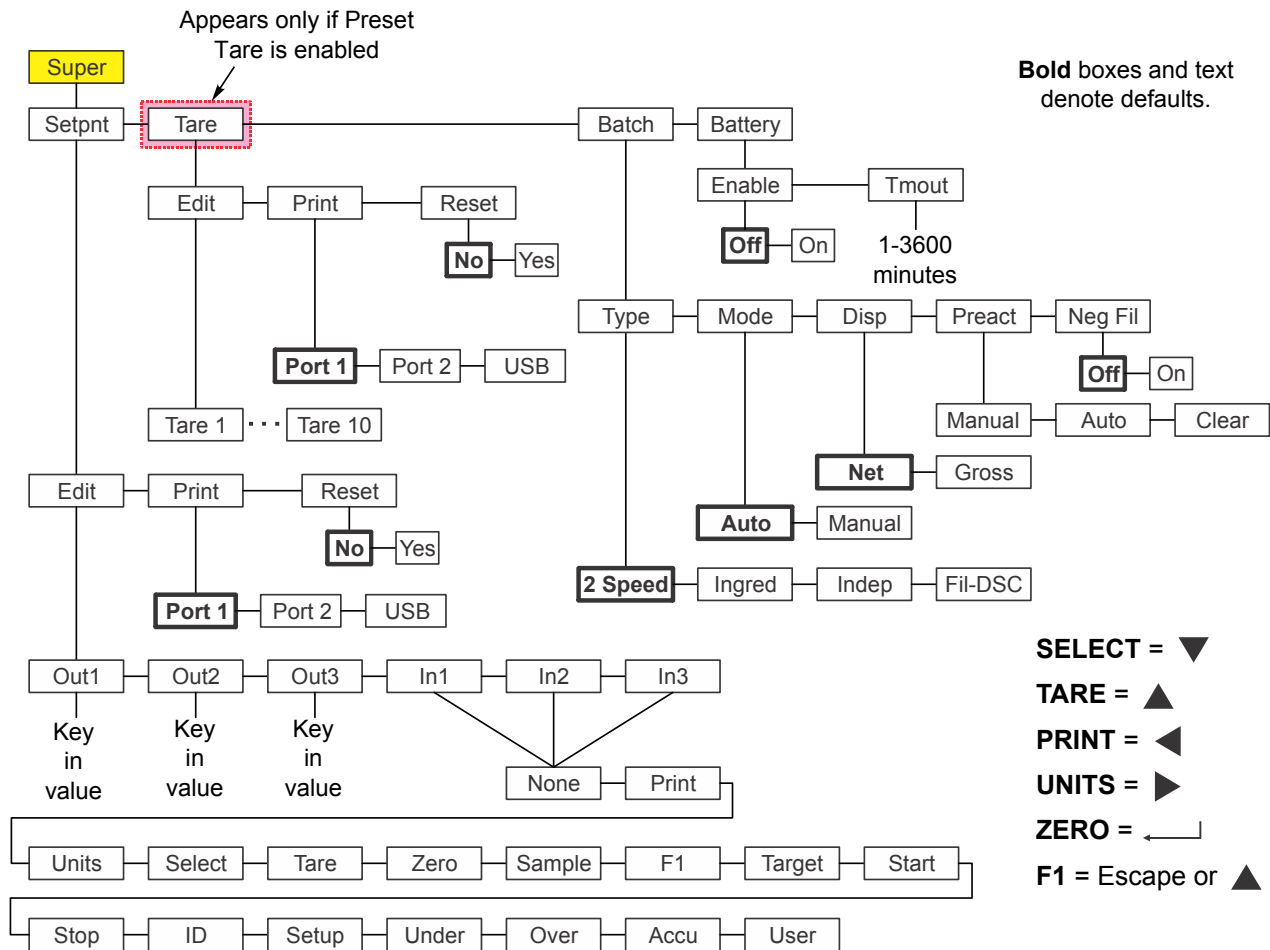 Appears only if Preset
Tare is enabled
Super
Bold boxes and text
denote defaults.
Setpnt
Tare
Batch
Battery
Edit
Print
Reset
Enable
Tmout
No
Yes
Off
On
1-3600
minutes
Type
Mode
Disp
Preact
Neg Fil
Port 1
Port 2
USB
Off
On
Tare 1 · · · Tare 10
Manual
Auto
Clear
Net
Gross
Edit
Print
Reset
Auto
Manual
No
Yes
2 Speed
Ingred
Indep
Fil-DSC
Port 1
Port 2
USB
Out1
Out2
Out3
In1
In2
In3
Key
in
value
Key
in
value
Key
in
value
None
Print
Units
Select
Tare
Zero
Sample
F1
Target
Start
Stop
ID
Setup
Under
Over
Accu
User
SELECT = ▼
TARE = ▲
PRINT = ◀
UNITS = ▶
ZERO = ↵
F1 = Escape or ▲